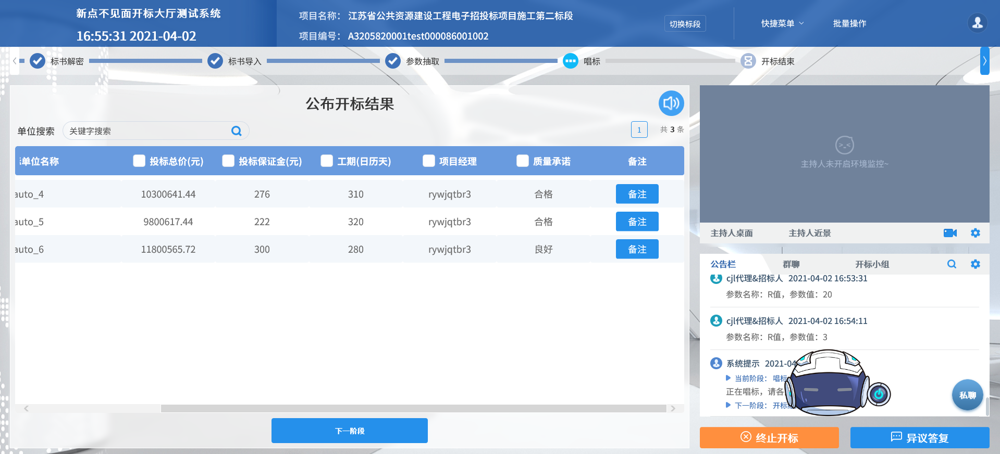 新点不见面开标大厅测试系统
16:55:31 2021-04-02
项目名称： 江苏省公共资源建设工程电子招投标项目施工第二标段
项目编号： A3205820001test000086001002
切换标段
快捷菜单
批量操作
标书解密
标书导入
参数抽取
唱标
开标结束
公布开标结果
单位搜索 关键字搜索
1 共 3 条
单位名称 投标总价(元) 投标保证金(元) 工期(日历天) 项目经理 质量承诺 备注
auto_4 10300641.44 276 310 rywjqtbr3 合格 备注
auto_5 9800617.44 222 320 rywjqtbr3 合格 备注
auto_6 11800565.72 300 280 rywjqtbr3 良好 备注
下一阶段
主持人未开启环境监控~
主持人桌面 主持人近景
公告栏 群聊 开标小组
cjl代理&招标人 2021-04-02 16:53:31
参数名称：R值，参数值：20
cjl代理&招标人 2021-04-02 16:54:11
参数名称：R值，参数值：3
系统提示 2021-04
当前阶段： 唱标
正在唱标，请各
下一阶段： 开标
私聊
终止开标
异议答复